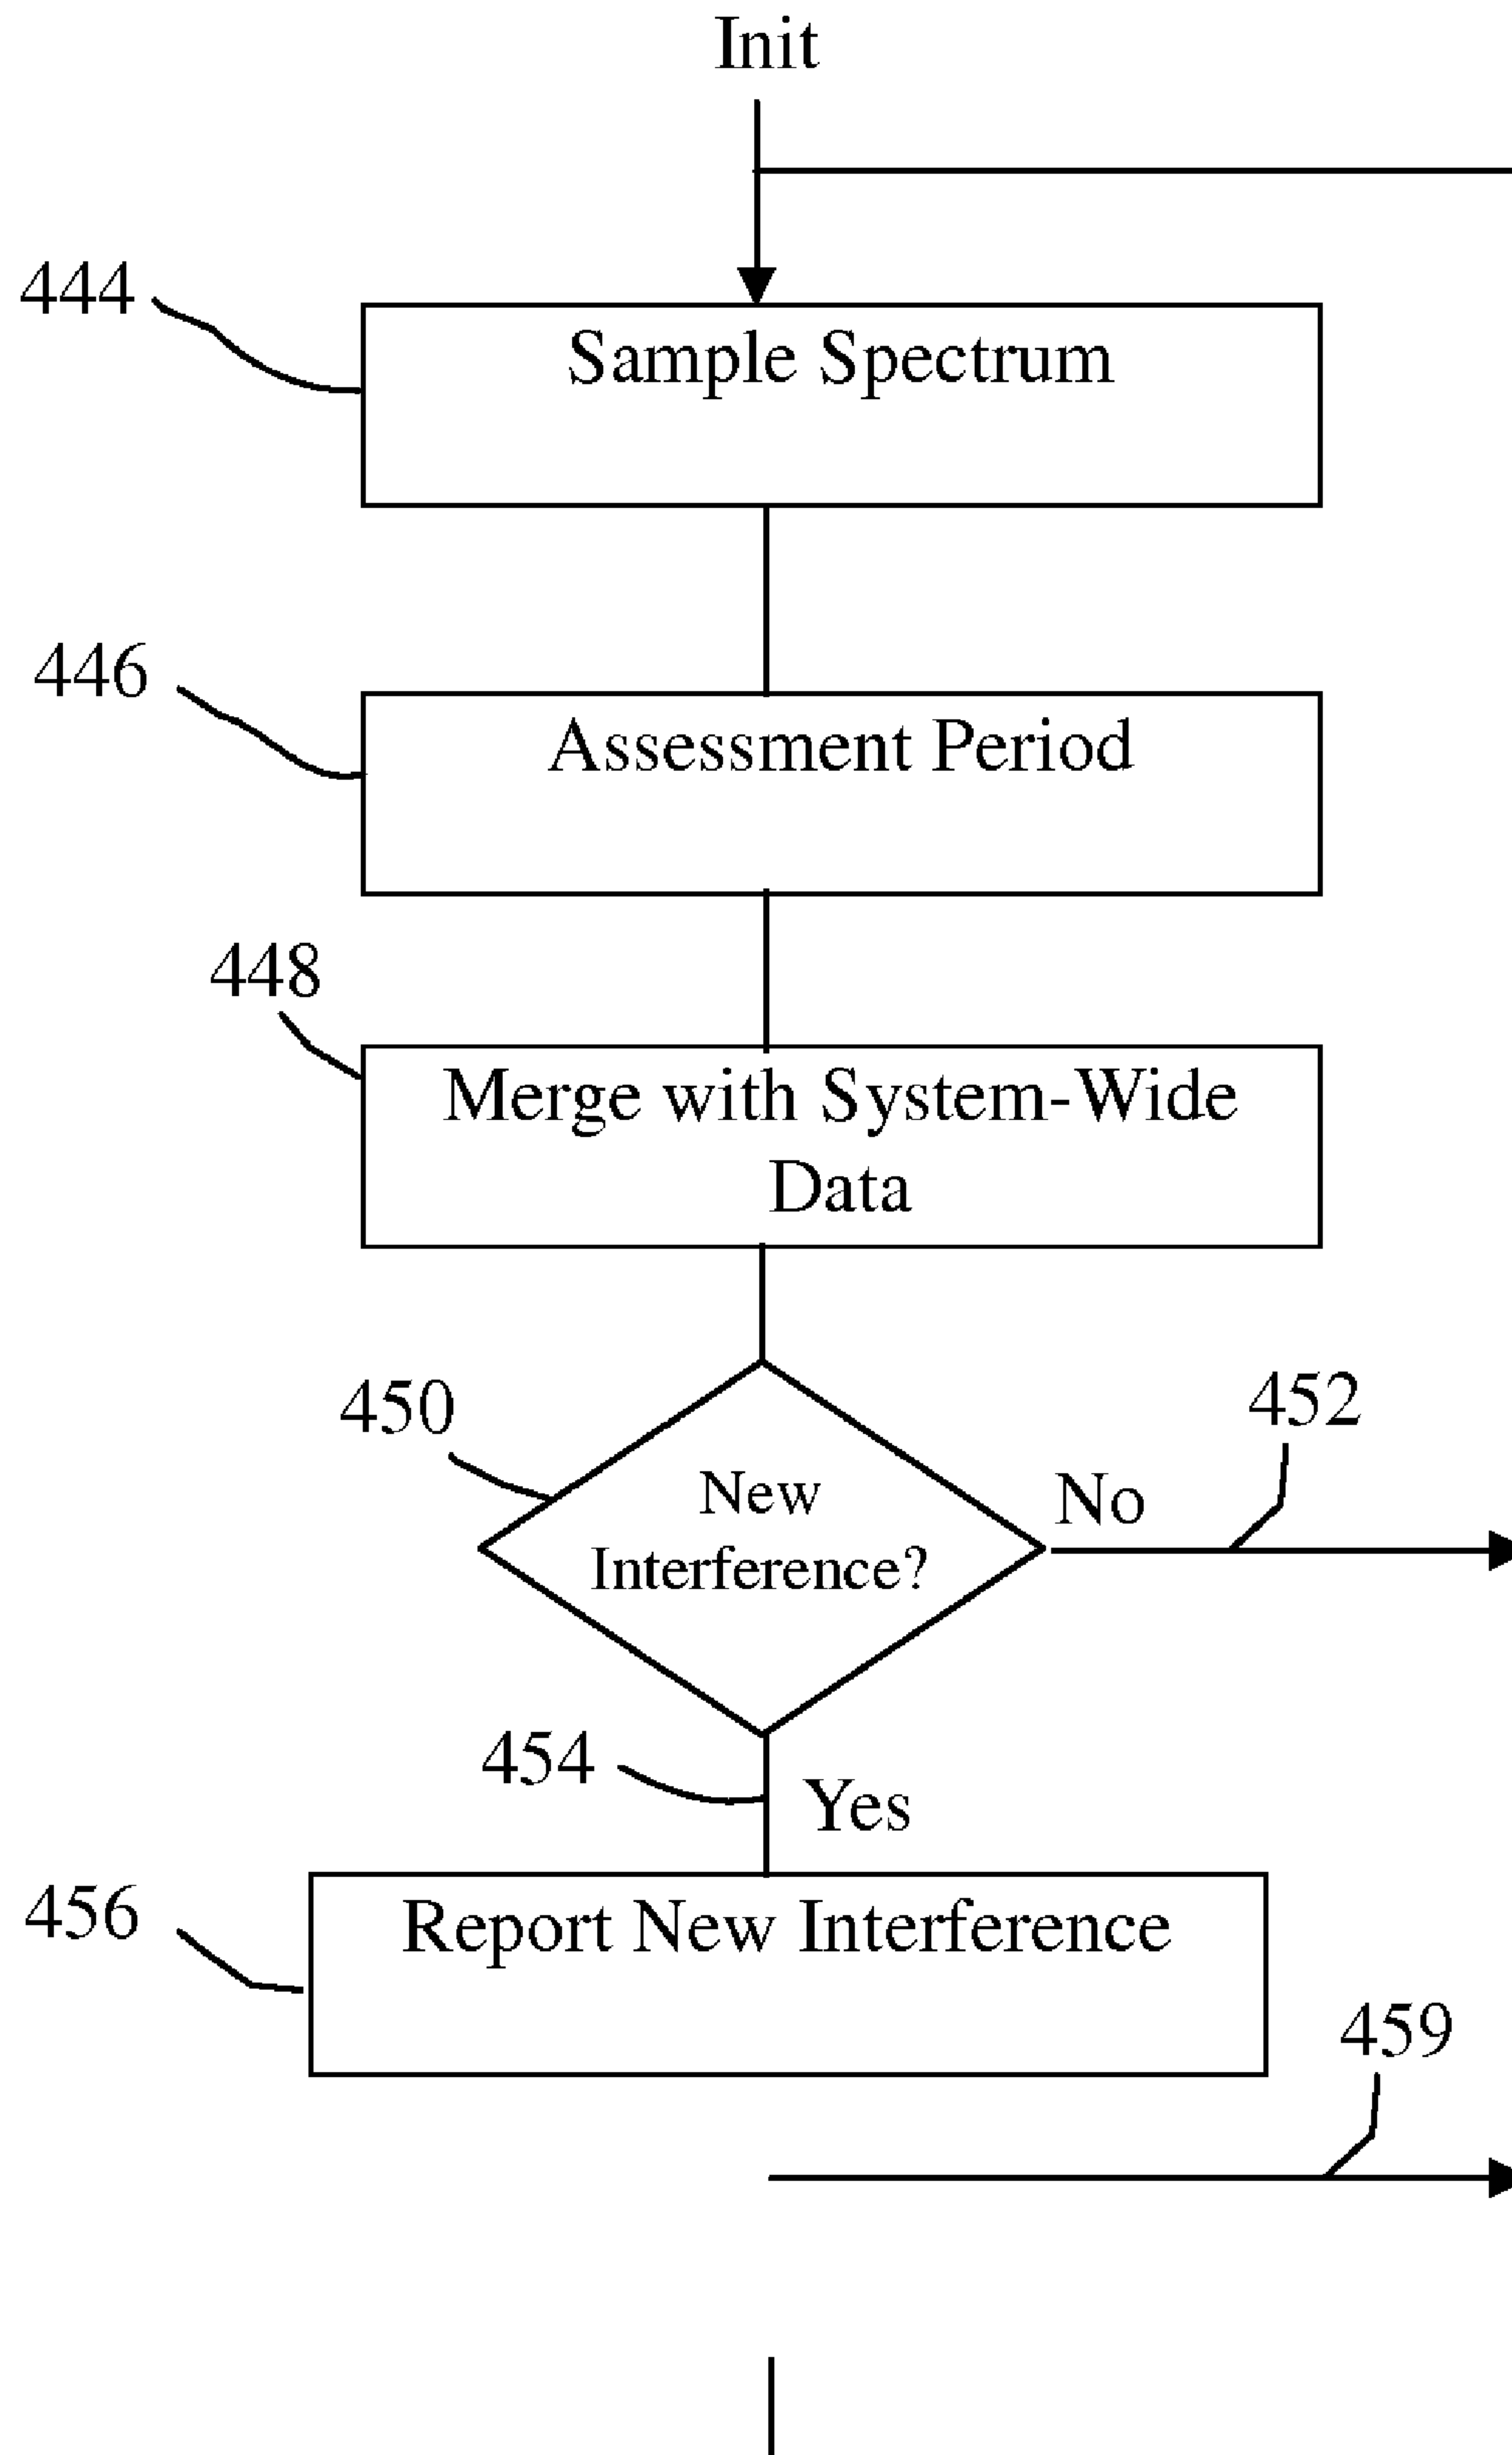 Init
444
Sample Spectrum
446
Assessment Period
448
Merge with System-Wide
Data
450
New
Interference?
No
452
454
Yes
456
Report New Interference
459